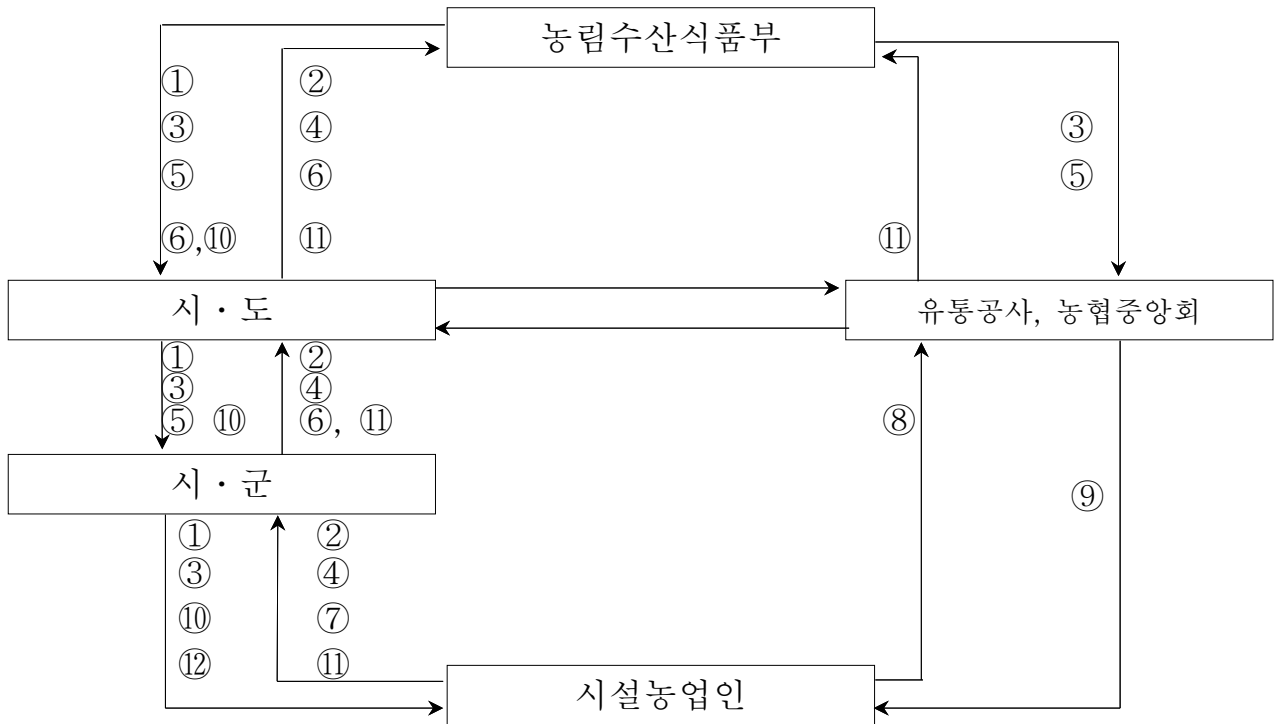 농림수산식품부
① ②
③ ④ ③
⑤ ⑥ ⑤
⑥,⑩ ⑪ ⑪
시·도 유통공사, 농협중앙회
① ②
③ ④
⑤ ⑩ ⑥, ⑪ ⑧
시·군 ⑨
① ②
③ ④
⑩ ⑦
⑫ ⑪
시설농업인